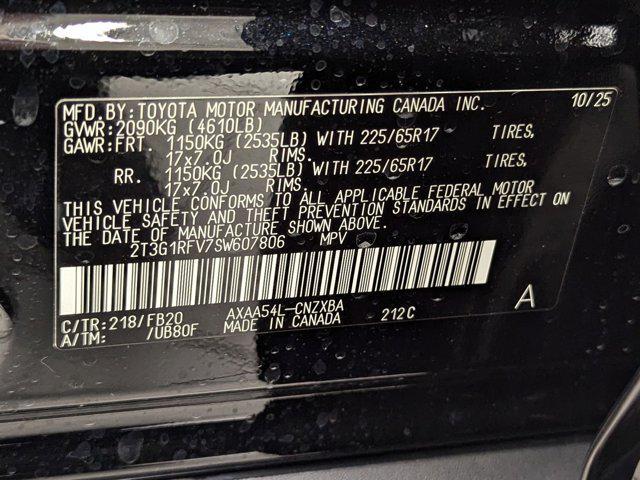 MFD. BY: TOYOTA MOTOR MANUFACTURING CANADA INC. 10/25
GVWR: 2090KG (4610LB)
GAWR: FRT. 1150KG (2535LB) WITH 225/65R17 TIRES,
17x7.0J RIMS.
RR. 1150KG (2535LB) WITH 225/65R17 TIRES,
17x7.0J RIMS.
THIS VEHICLE CONFORMS TO ALL APPLICABLE FEDERAL MOTOR
VEHICLE SAFETY AND THEFT PREVENTION STANDARDS IN EFFECT ON
THE DATE OF MANUFACTURE SHOWN ABOVE.
2T3G1RFV7SW607806 MPV
C/TR: 218/FB20 AXAA54L-CNZXBA 212C A
A/TM: /UB80F MADE IN CANADA